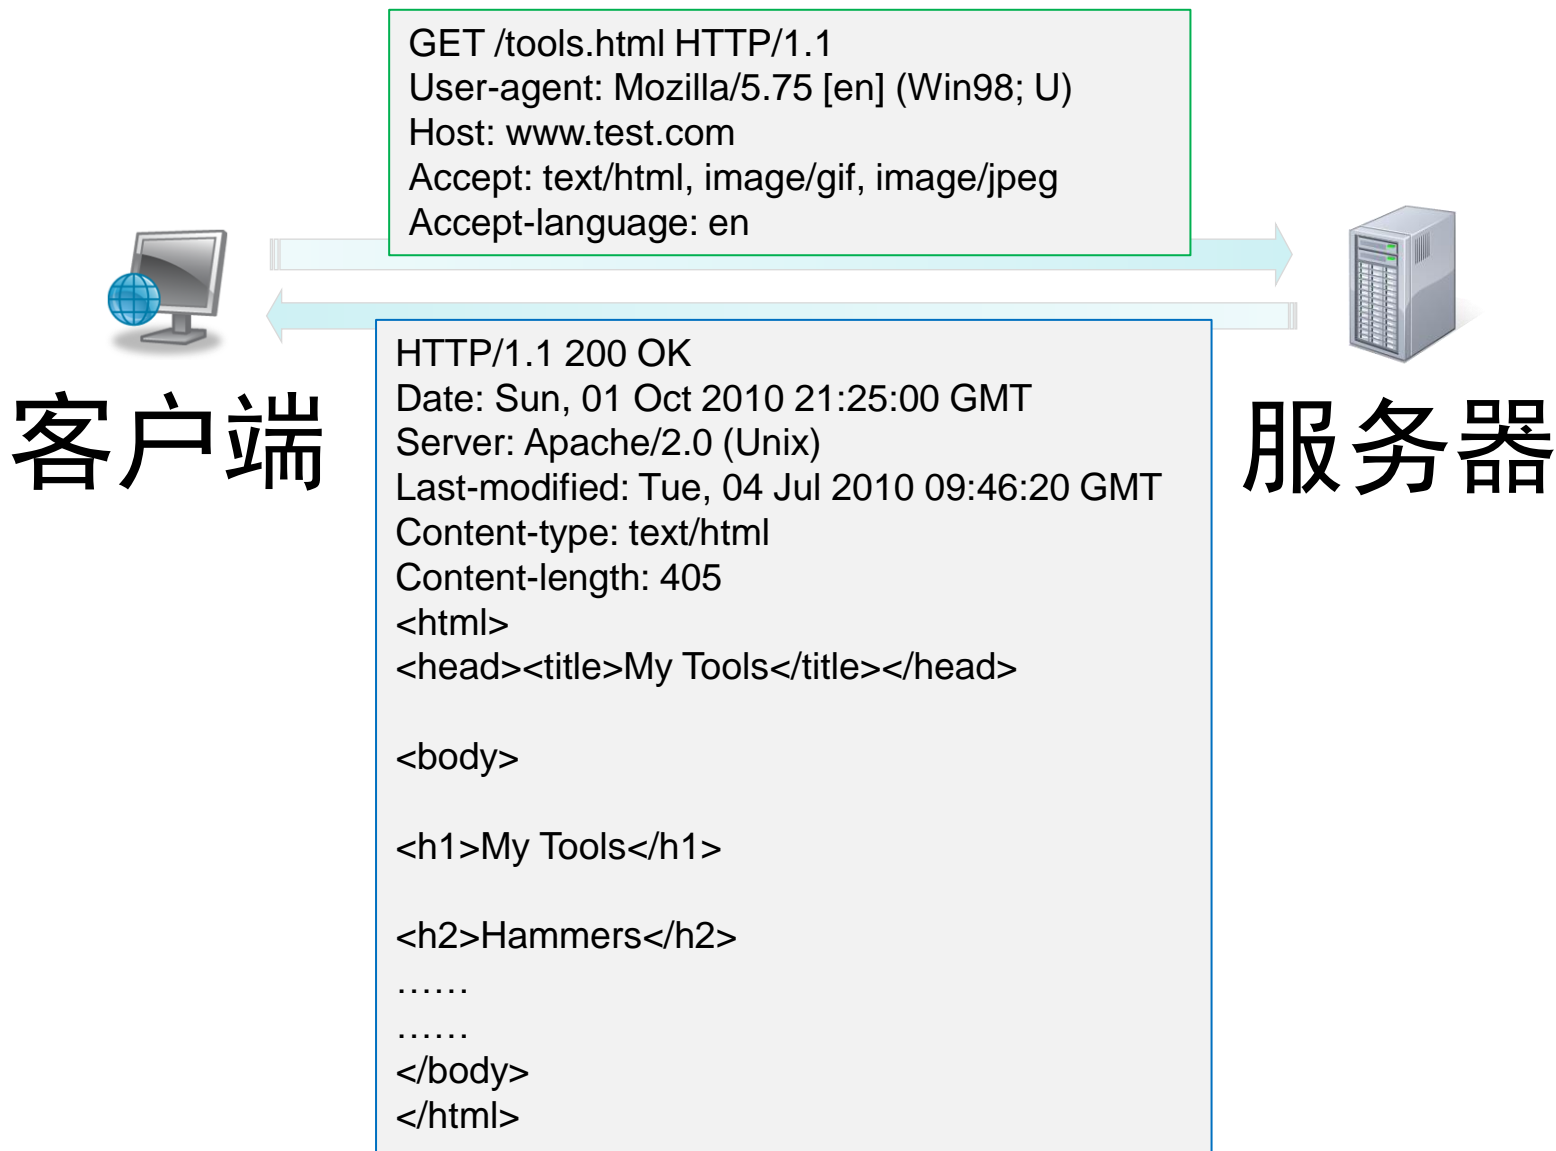 GET /tools.html HTTP/1.1
User-agent: Mozilla/5.75 [en] (Win98; U)
Host: www.test.com
Accept: text/html, image/gif, image/jpeg
Accept-language: en
客户端
服务器
HTTP/1.1 200 OK
Date: Sun, 01 Oct 2010 21:25:00 GMT
Server: Apache/2.0 (Unix)
Last-modified: Tue, 04 Jul 2010 09:46:20 GMT
Content-type: text/html
Content-length: 405
<html>
<head><title>My Tools</title></head>
<body>
<h1>My Tools</h1>
<h2>Hammers</h2>
……
……
</body>
</html>